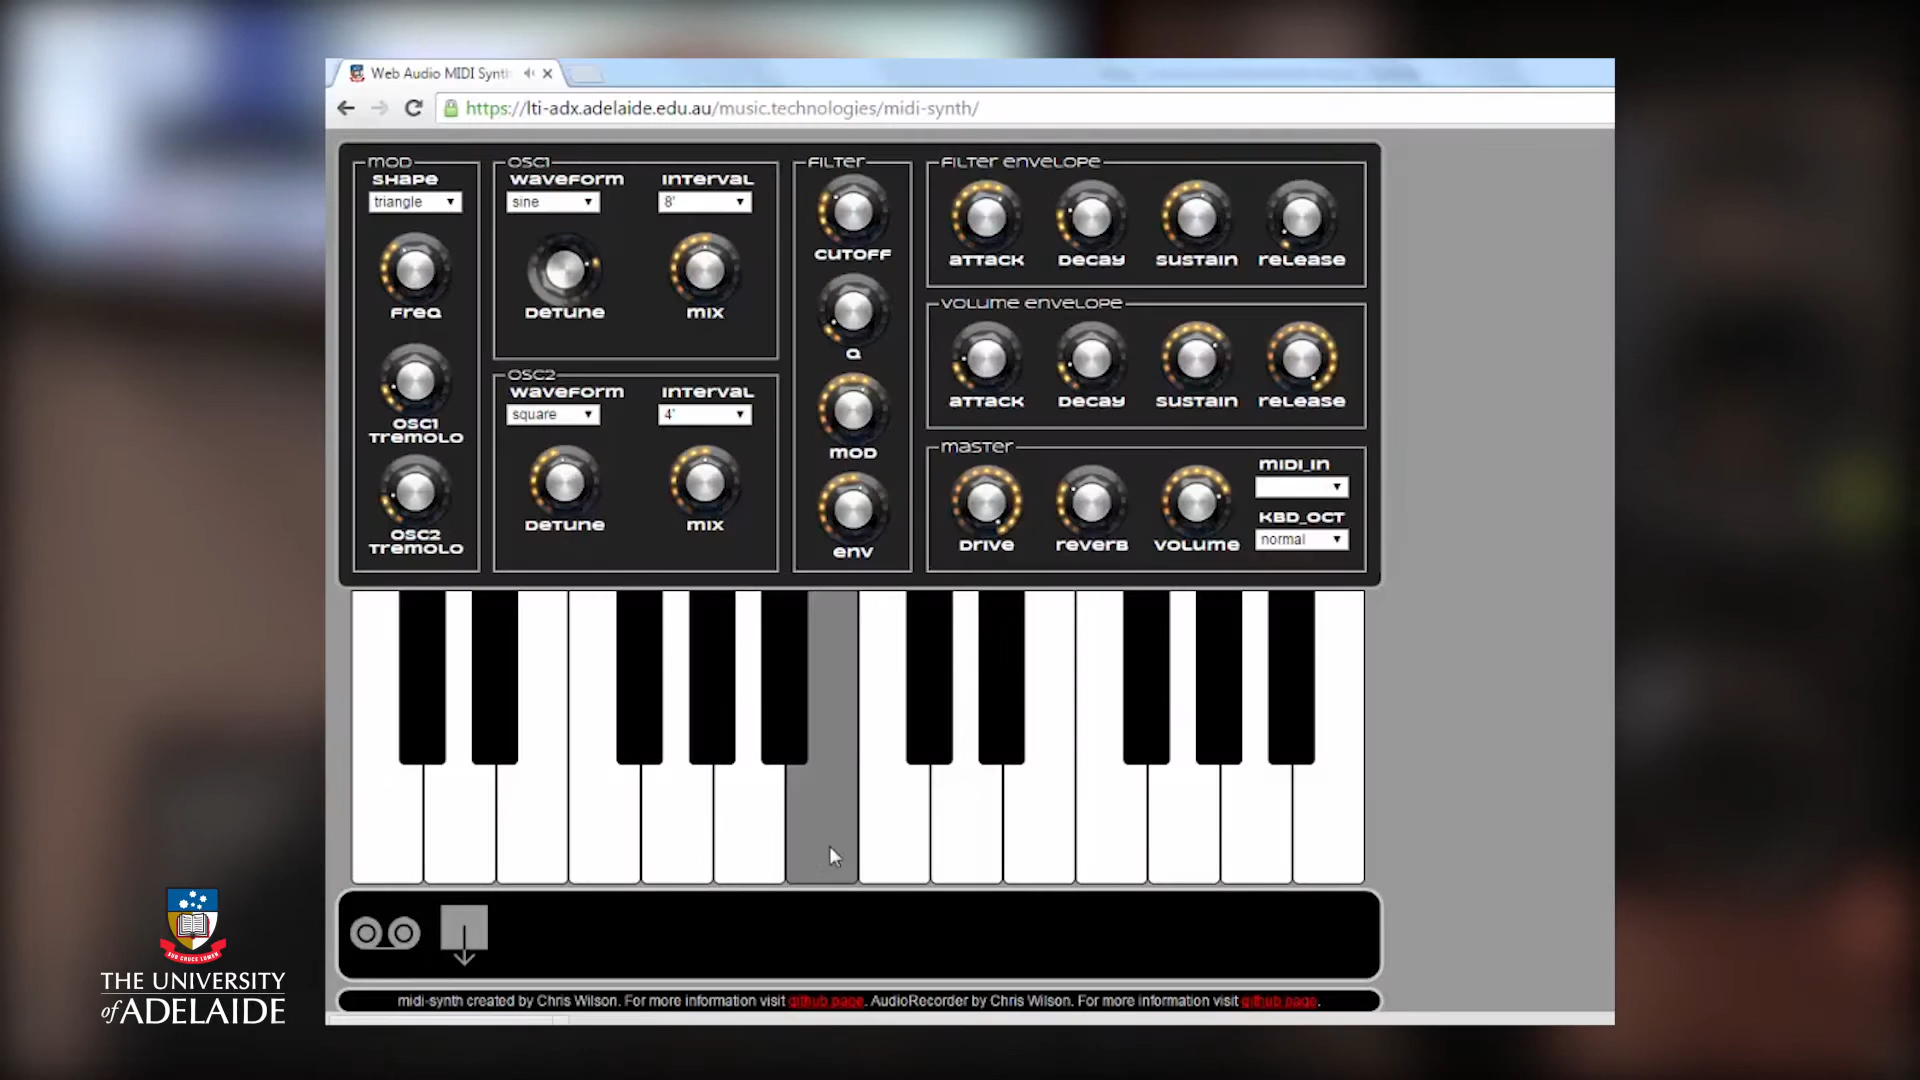 Web Audio MIDI Synth
https://lti-adx.adelaide.edu.au/music.technologies/midi-synth/
MOD
SHAPE
triangle
FREQ
OSC1
TREMOLO
OSC2
TREMOLO
OSC1
WAVEFORM
INTERVAL
sine
8'
DETUNE
MIX
OSC2
WAVEFORM
INTERVAL
square
4'
DETUNE
MIX
FILTER
CUTOFF
Q
MOD
ENV
FILTER ENVELOPE
ATTACK
DECAY
SUSTAIN
RELEASE
VOLUME ENVELOPE
ATTACK
DECAY
SUSTAIN
RELEASE
MASTER
DRIVE
REVERB
VOLUME
MIDI_IN
KBD_OCT
normal
midi-synth created by Chris Wilson. For more information visit github page. AudioRecorder by Chris Wilson. For more information visit github page.
SUB CRUCE LUMEN
THE UNIVERSITY
of ADELAIDE